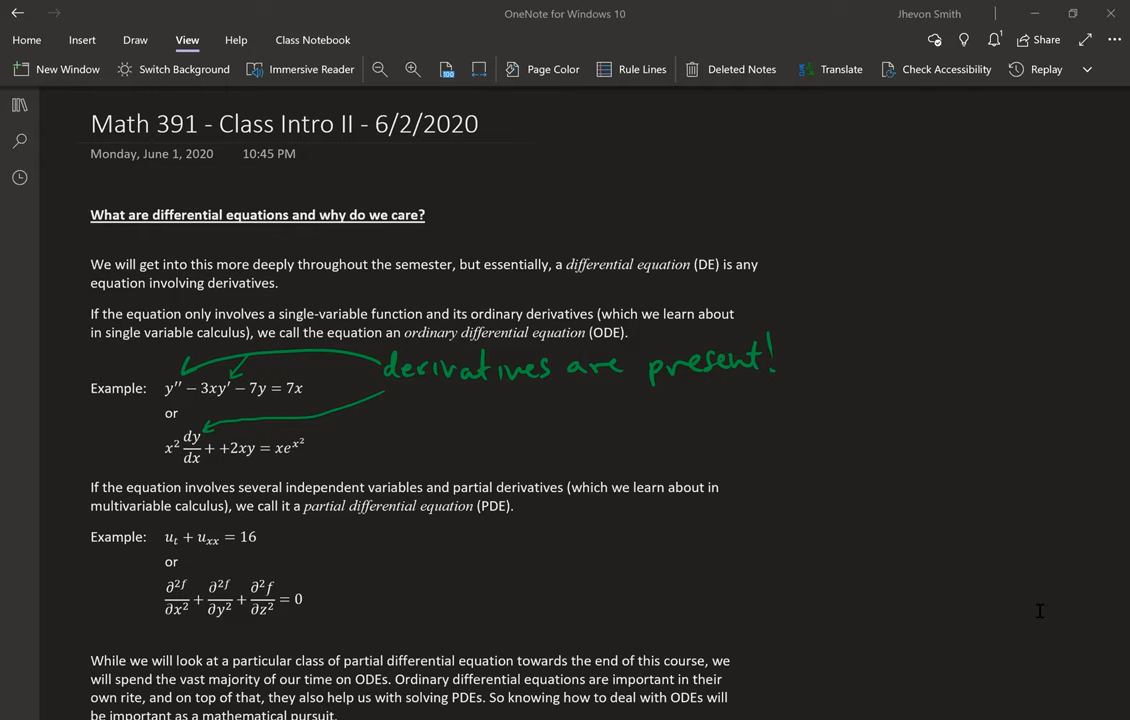 OneNote for Windows 10
Jhevon Smith
Home Insert Draw View Help Class Notebook
1 Share
New Window Switch Background Immersive Reader 100 Page Color Rule Lines Deleted Notes Translate Check Accessibility Replay
Math 391 - Class Intro II - 6/2/2020
Monday, June 1, 2020 10:45 PM
What are differential equations and why do we care?
We will get into this more deeply throughout the semester, but essentially, a differential equation (DE) is any
equation involving derivatives.
If the equation only involves a single-variable function and its ordinary derivatives (which we learn about
in single variable calculus), we call the equation an ordinary differential equation (ODE).
derivatives are present!
Example: y′′ − 3xy′ − 7y = 7x
or
x² dy/dx + +2xy = xe^{x²}
If the equation involves several independent variables and partial derivatives (which we learn about in
multivariable calculus), we call it a partial differential equation (PDE).
Example: u_t + u_{xx} = 16
or
∂²f/∂x² + ∂²f/∂y² + ∂²f/∂z² = 0
While we will look at a particular class of partial differential equation towards the end of this course, we
will spend the vast majority of our time on ODEs. Ordinary differential equations are important in their
own rite, and on top of that, they also help us with solving PDEs. So knowing how to deal with ODEs will
be important as a mathematical pursuit.